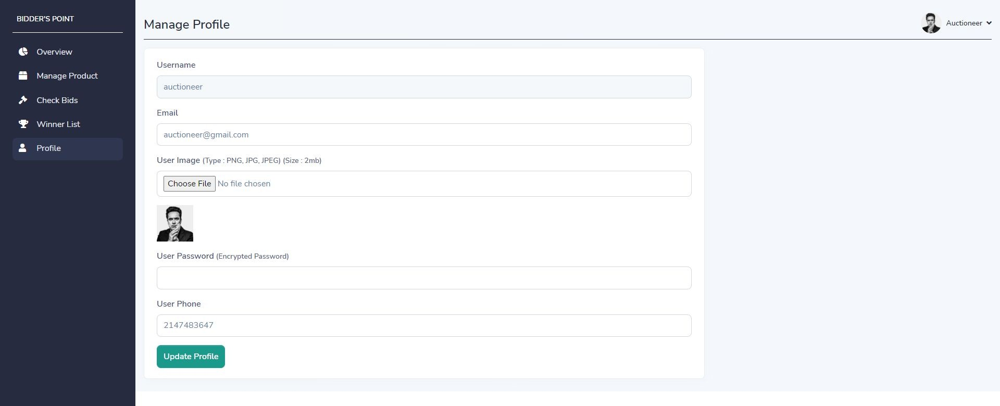 BIDDER'S POINT
Overview
Manage Product
Check Bids
Winner List
Profile
Manage Profile
Auctioneer
Username
auctioneer
Email
auctioneer@gmail.com
User Image (Type : PNG, JPG, JPEG) (Size : 2mb)
Choose File No file chosen
User Password (Encrypted Password)
User Phone
2147483647
Update Profile